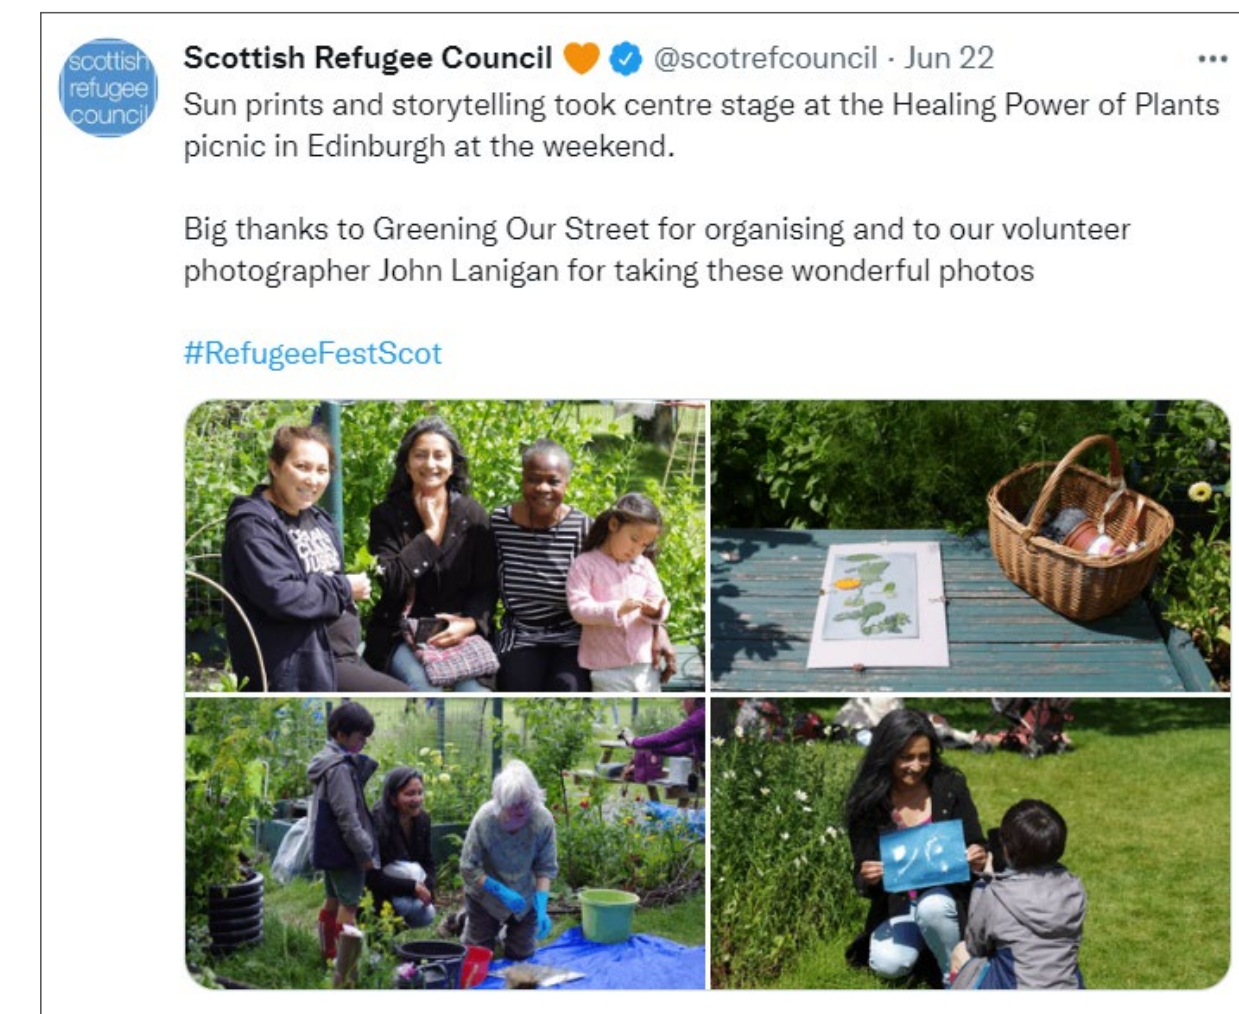 scottish
refugee
council
Scottish Refugee Council 🧡 @scotrefcouncil · Jun 22
Sun prints and storytelling took centre stage at the Healing Power of Plants
picnic in Edinburgh at the weekend.
Big thanks to Greening Our Street for organising and to our volunteer
photographer John Lanigan for taking these wonderful photos
#RefugeeFestScot